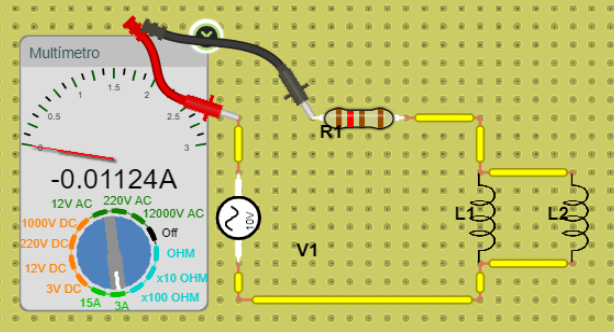 Multímetro
0
0.5
1
1.5
2
2.5
3
-0.01124A
12V AC
220V AC
12000V AC
1000V DC
Off
220V DC
OHM
12V DC
x10 OHM
3V DC
x100 OHM
15A
3A
R1
10V
V1
L1
L2